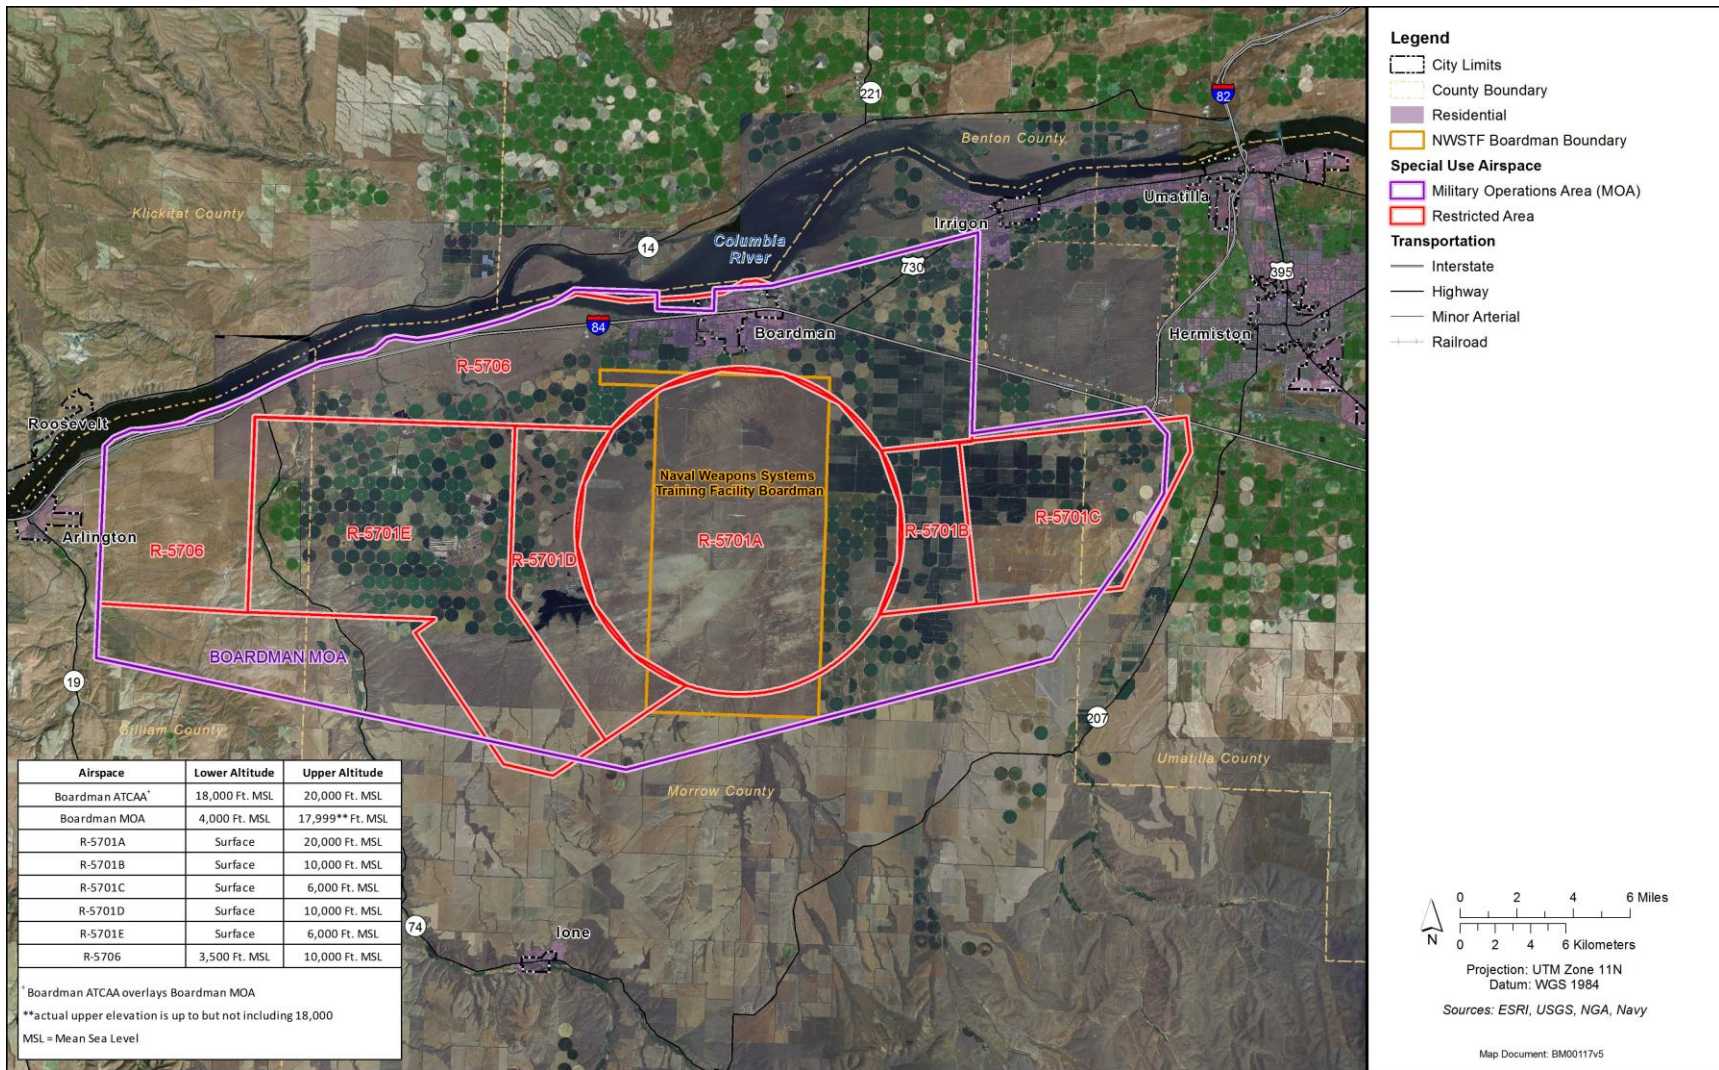 221
82
Benton County
Klickitat County
Umatilla
Irrigon
14
Columbia
River
730
395
84
Boardman
Hermiston
R-5706
Roosevelt
Naval Weapons Systems
Training Facility Boardman
Arlington
R-5706
R-5701E
R-5701D
R-5701A
R-5701B
R-5701C
BOARDMAN MOA
19
Gilliam County
207
Umatilla County
Morrow County
74
Ione
Airspace Lower Altitude Upper Altitude
Boardman ATCAA+ 18,000 Ft. MSL 20,000 Ft. MSL
Boardman MOA 4,000 Ft. MSL 17,999** Ft. MSL
R-5701A Surface 20,000 Ft. MSL
R-5701B Surface 10,000 Ft. MSL
R-5701C Surface 6,000 Ft. MSL
R-5701D Surface 10,000 Ft. MSL
R-5701E Surface 6,000 Ft. MSL
R-5706 3,500 Ft. MSL 10,000 Ft. MSL
+ Boardman ATCAA overlays Boardman MOA
**actual upper elevation is up to but not including 18,000
MSL = Mean Sea Level
Legend
City Limits
County Boundary
Residential
NWSTF Boardman Boundary
Special Use Airspace
Military Operations Area (MOA)
Restricted Area
Transportation
Interstate
Highway
Minor Arterial
Railroad
N
0 2 4 6 Miles
0 2 4 6 Kilometers
Projection: UTM Zone 11N
Datum: WGS 1984
Sources: ESRI, USGS, NGA, Navy
Map Document: BM00117v5